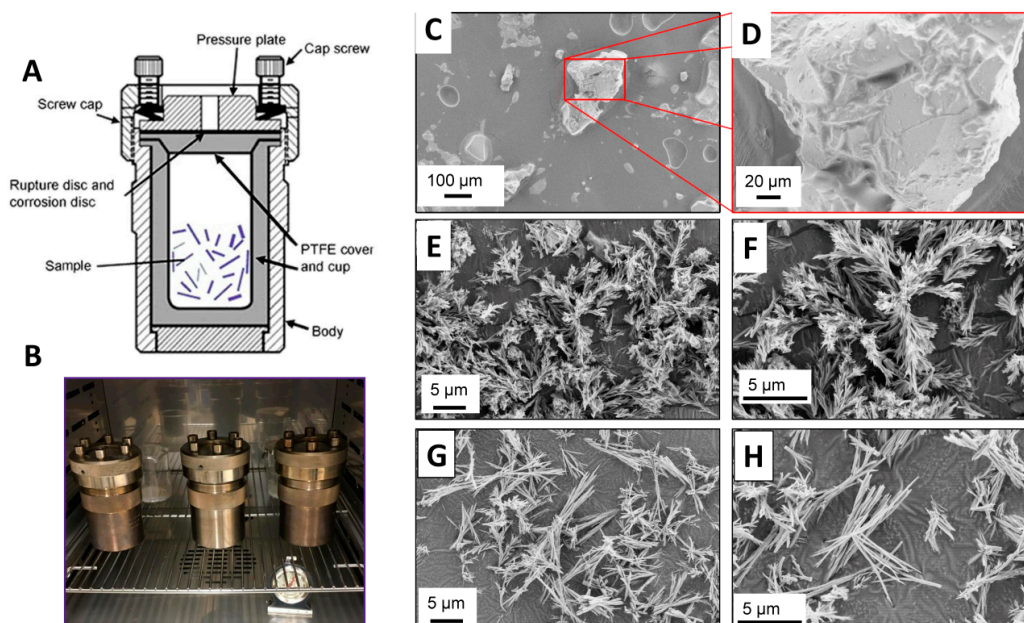 A
Pressure plate
Cap screw
Screw cap
Rupture disc and
corrosion disc
PTFE cover
and cup
Sample
Body
B
C
100 µm
D
20 µm
E
5 µm
F
5 µm
G
5 µm
H
5 µm